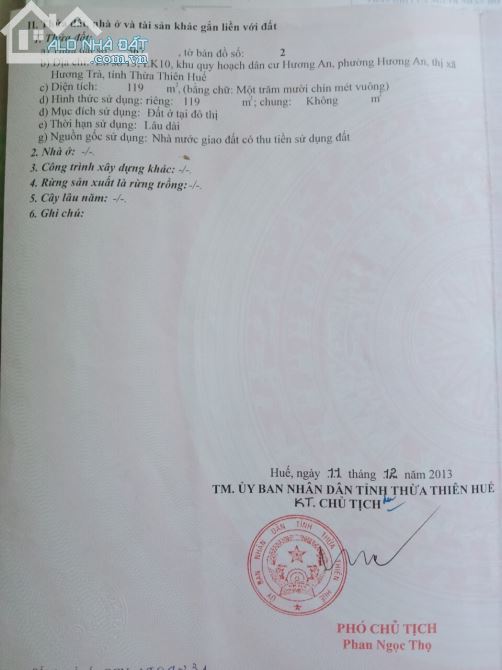 II. Thửa đất, nhà ở và tài sản khác gắn liền với đất
1. Thửa đất:
ALO NHÀ ĐẤT
, tờ bản đồ số: 2
b) Địa chỉ: khu quy hoạch dân cư Hương An, phường Hương An, thị xã
Hương Trà, tỉnh Thừa Thiên Huế
c) Diện tích: 119 m², (bằng chữ: Một trăm mười chín mét vuông)
d) Hình thức sử dụng: riêng: 119 m²; chung: Không m²
đ) Mục đích sử dụng: Đất ở tại đô thị
e) Thời hạn sử dụng: Lâu dài
g) Nguồn gốc sử dụng: Nhà nước giao đất có thu tiền sử dụng đất
2. Nhà ở: -/-.
3. Công trình xây dựng khác: -/-.
4. Rừng sản xuất là rừng trồng: -/-.
5. Cây lâu năm: -/-.
6. Ghi chú:
Huế, ngày 11 tháng 12 năm 2013
TM. ỦY BAN NHÂN DÂN TỈNH THỪA THIÊN HUẾ
KT. CHỦ TỊCH
ỦY BAN NHÂN DÂN TỈNH THỪA THIÊN HUẾ
PHÓ CHỦ TỊCH
Phan Ngọc Thọ